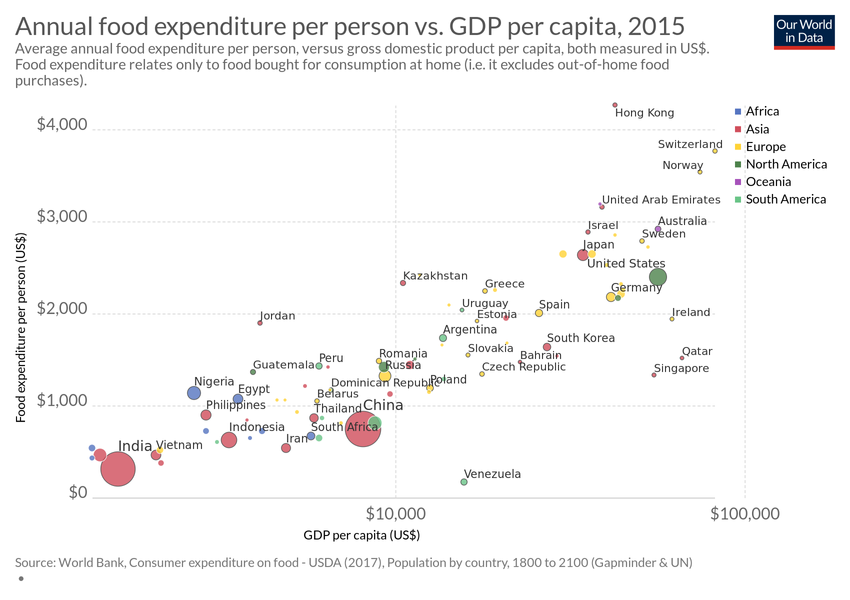 Annual food expenditure per person vs. GDP per capita, 2015
Our World
in Data
Average annual food expenditure per person, versus gross domestic product per capita, both measured in US$.
Food expenditure relates only to food bought for consumption at home (i.e. it excludes out-of-home food
purchases).
Hong Kong
Africa
Asia
Europe
North America
Oceania
South America
$4,000
Switzerland
Norway
United Arab Emirates
$3,000
Israel
Australia
Sweden
Japan
United States
Kazakhstan
Greece
Germany
$2,000
Jordan
Uruguay
Estonia
Spain
Ireland
Argentina
Guatemala
Peru
Romania
Russia
Slovakia
Bahrain
South Korea
Qatar
Czech Republic
Singapore
Nigeria
Egypt
Dominican Republic
Poland
Belarus
$1,000
Philippines
Thailand
China
Indonesia
South Africa
India
Vietnam
Iran
Venezuela
$0
Food expenditure per person (US$)
$10,000
$100,000
GDP per capita (US$)
Source: World Bank, Consumer expenditure on food - USDA (2017), Population by country, 1800 to 2100 (Gapminder & UN)
•